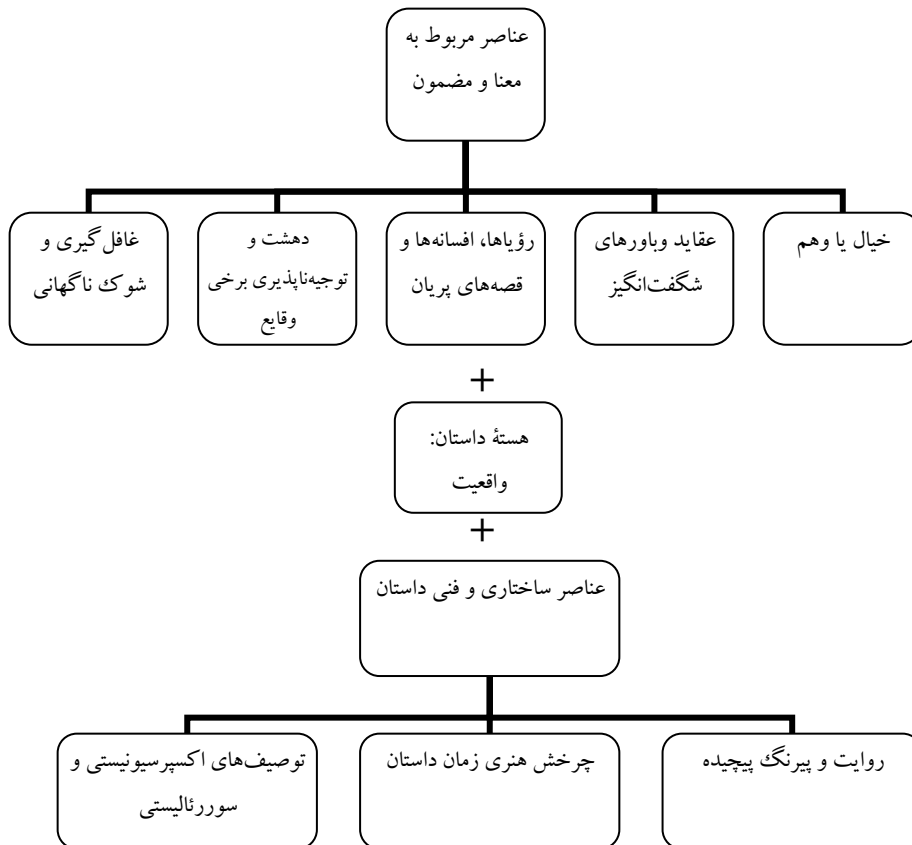 عناصر مربوط به
معنا و مضمون
خیال یا وهم
عقاید وباورهای
شگفت‌انگیز
رؤیاها، افسانه‌ها و
قصه‌های پریان
دهشت و
توجیه‌ناپذیری برخی
وقایع
غافل‌گیری و
شوک ناگهانی
+
هستهٔ داستان:
واقعیت
+
عناصر ساختاری و فنی داستان
روایت و پیرنگ پیچیده
چرخش هنری زمان داستان
توصیف‌های اکسپرسیونیستی و
سوررئالیستی